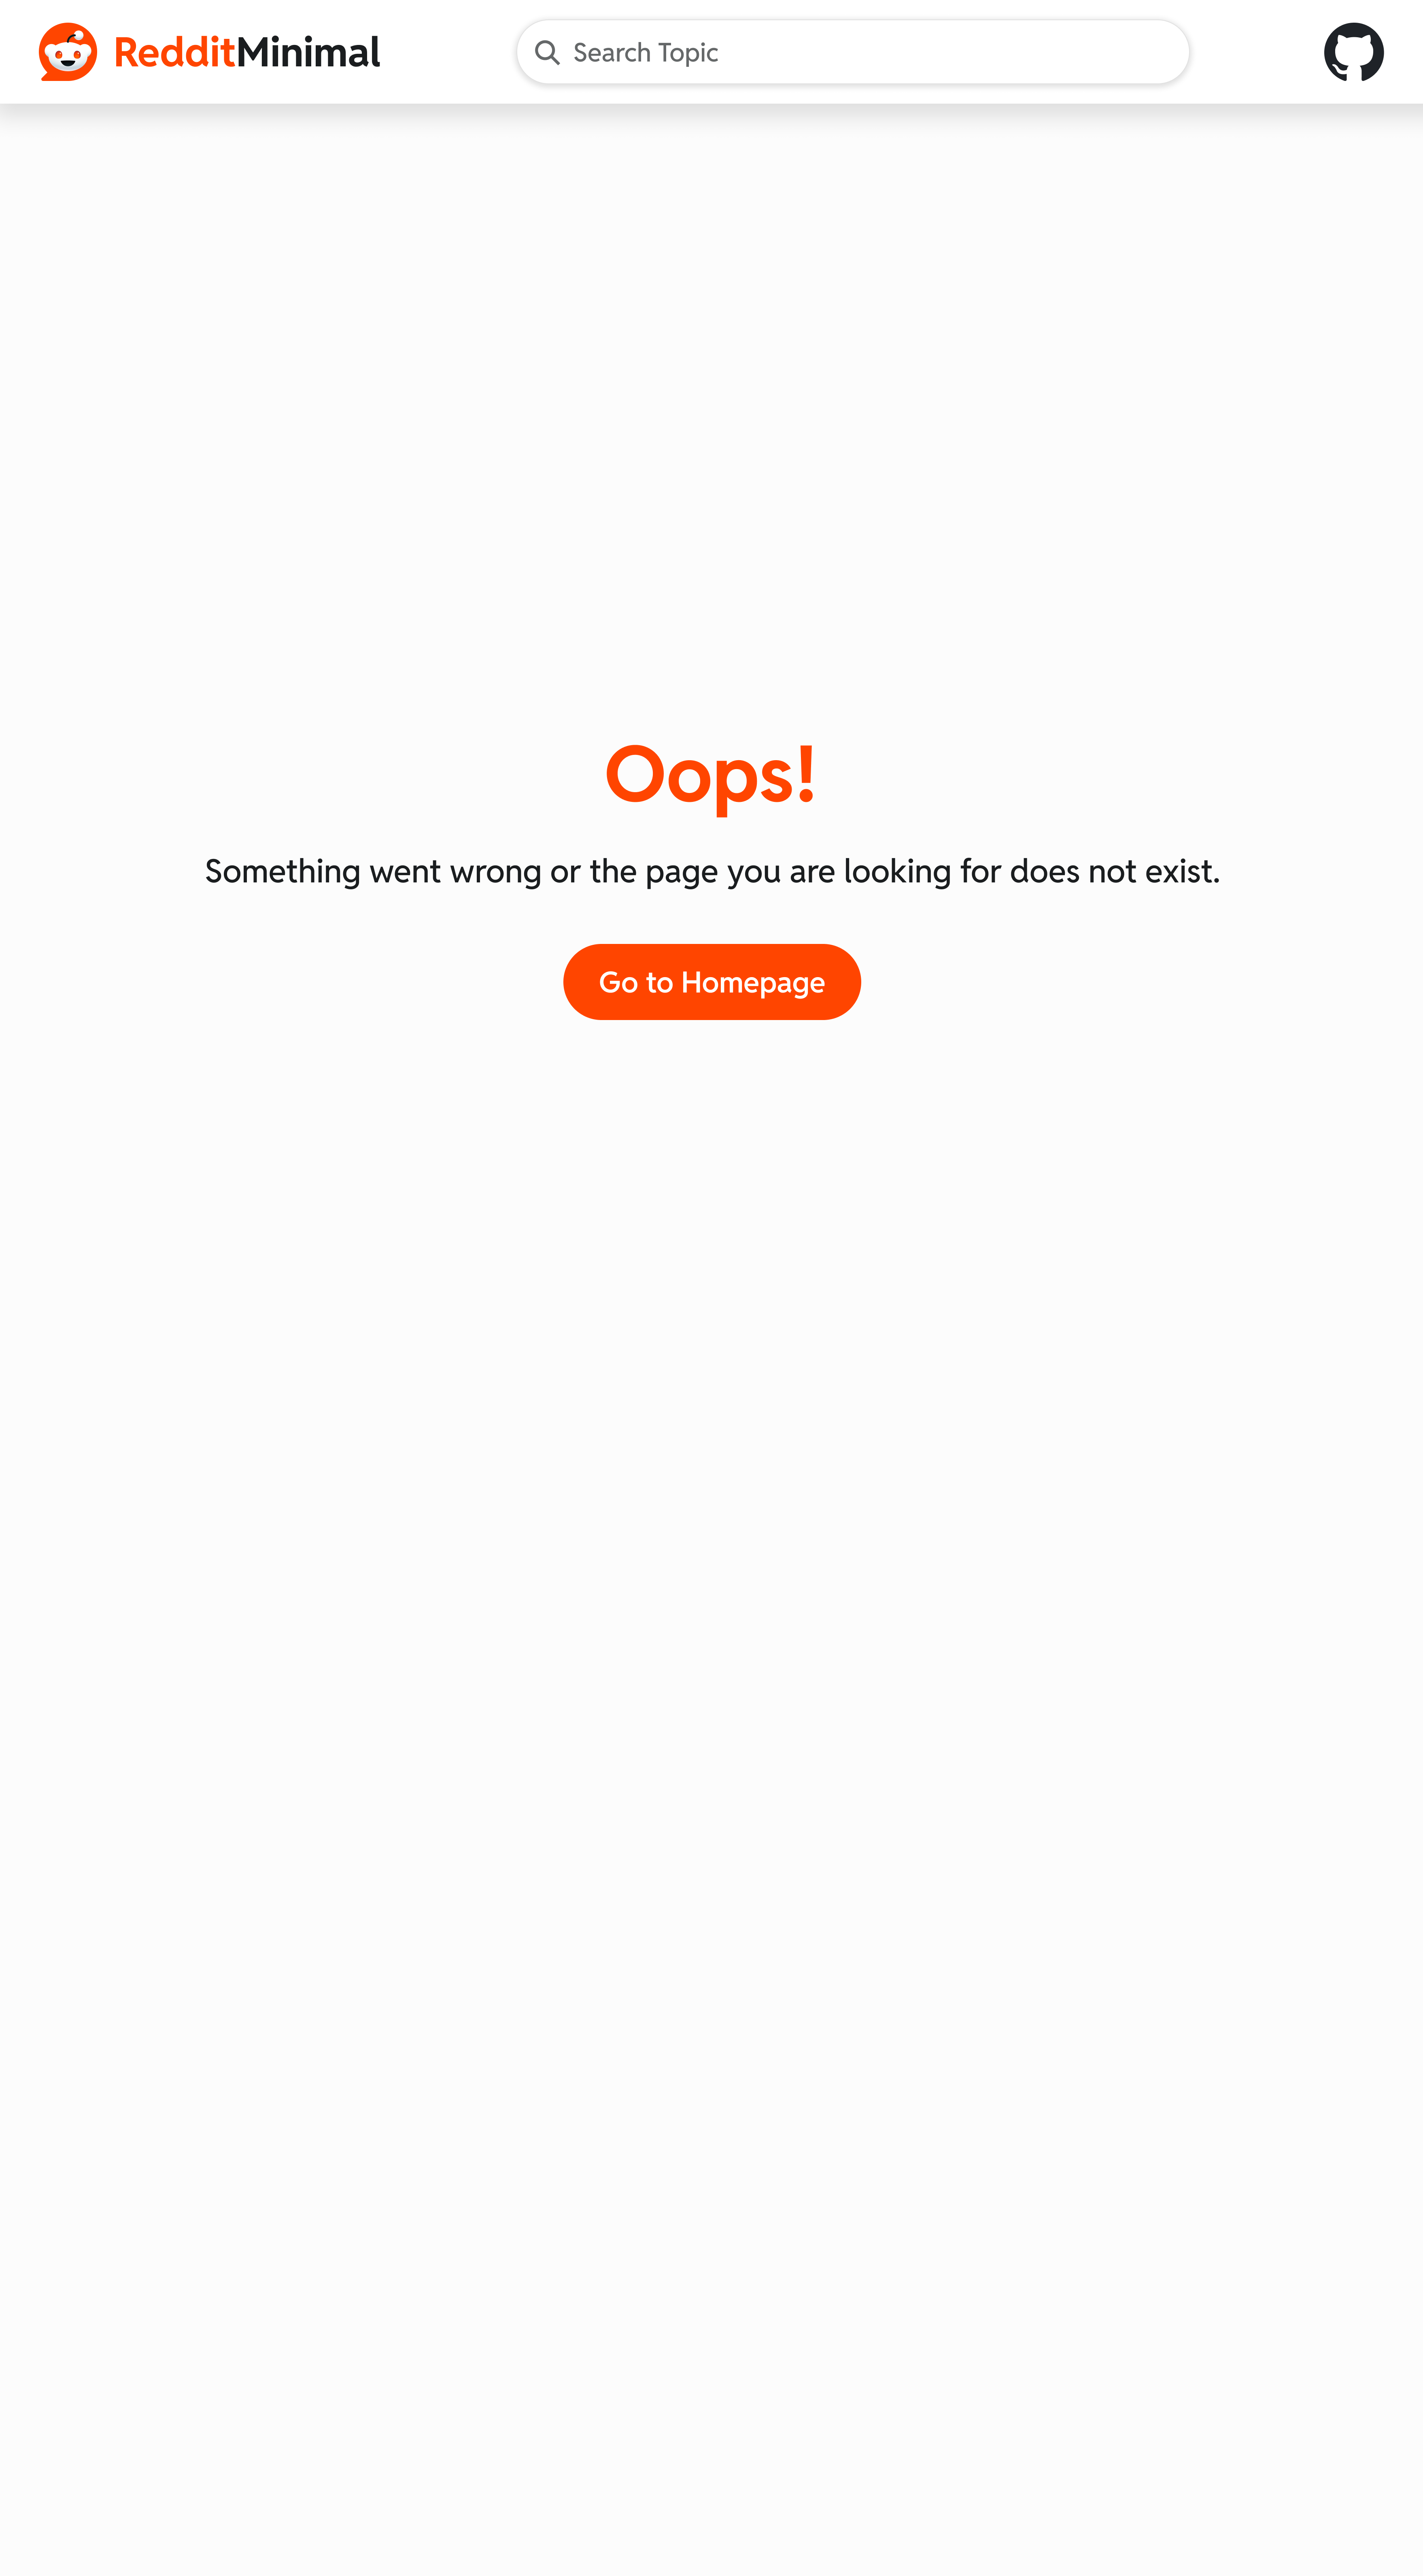 RedditMinimal
Search Topic
Oops!
Something went wrong or the page you are looking for does not exist.
Go to Homepage